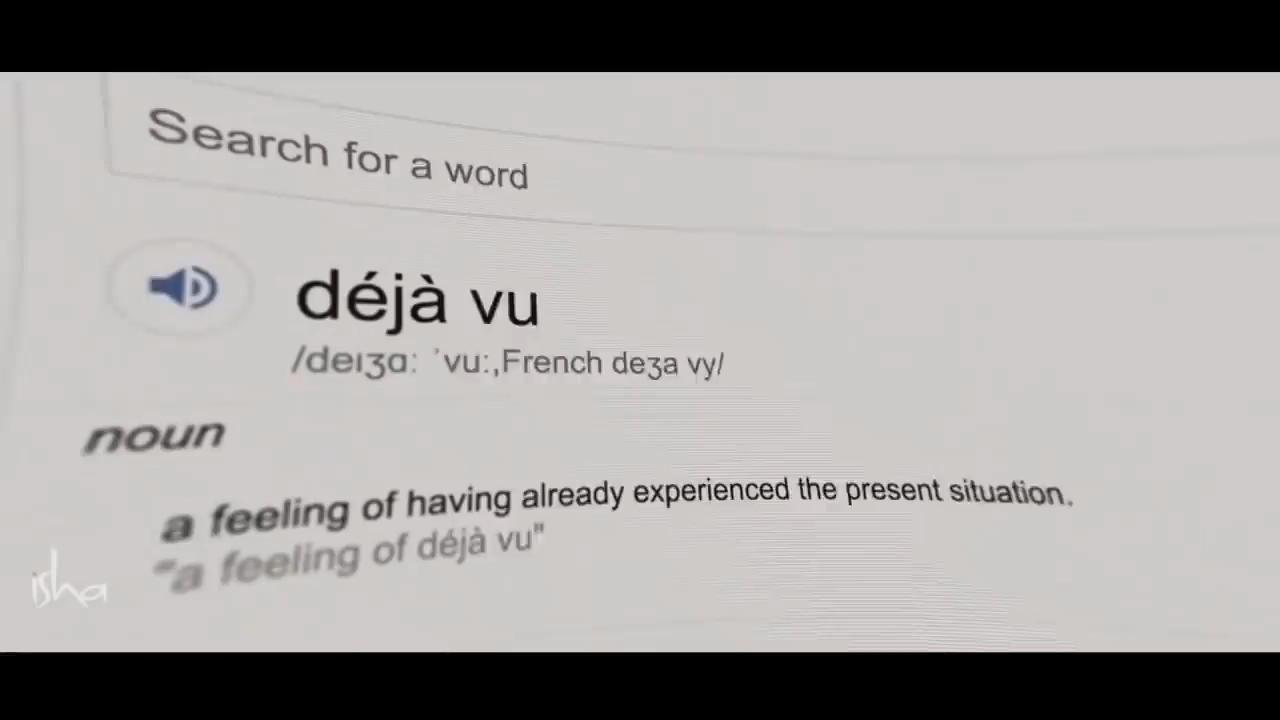 Search for a word
déjà vu
/deɪʒɑː ˈvuː,French deʒa vy/
noun
a feeling of having already experienced the present situation.
"a feeling of déjà vu"
isha